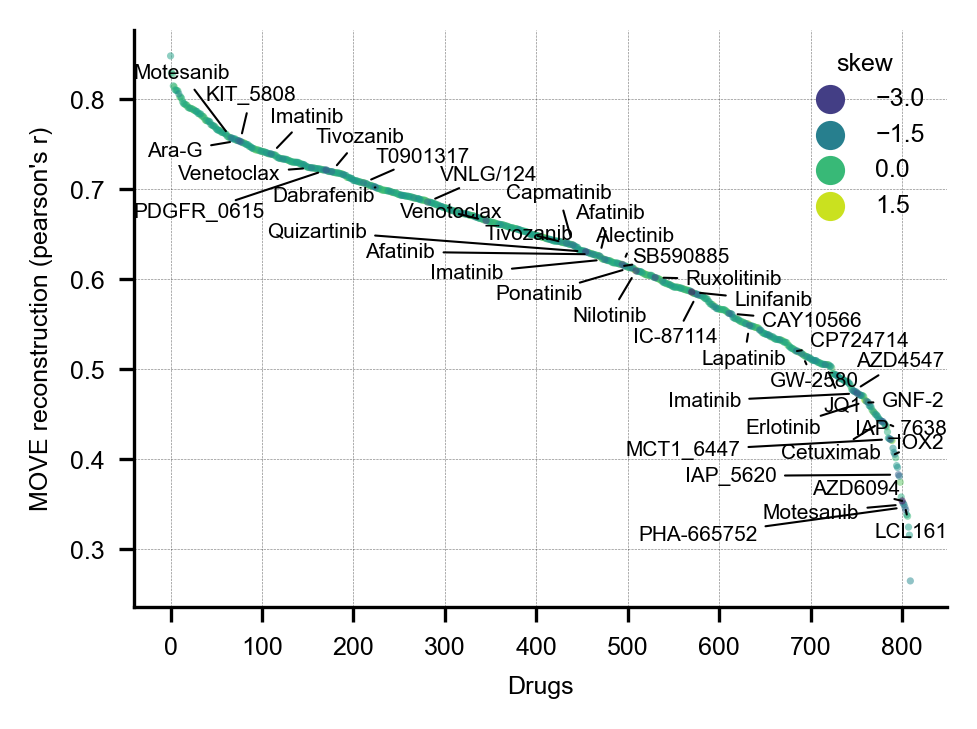 skew
−3.0
−1.5
0.0
1.5
MOVE reconstruction (pearson's r)
0.8
0.7
0.6
0.5
0.4
0.3
Motesanib
KIT_5808
Imatinib
Tivozanib
Ara-G
T0901317
Venetoclax
VNLG/124
Dabrafenib
Capmatinib
PDGFR_0615
Venotoclax
Afatinib
Quizartinib
Tivozanib
Alectinib
Afatinib
SB590885
Imatinib
Ruxolitinib
Ponatinib
Linifanib
Nilotinib
CAY10566
IC-87114
CP724714
Lapatinib
AZD4547
GW-2580
Imatinib
JQ1
GNF-2
Erlotinib
IAP_7638
MCT1_6447
Cetuximab
IOX2
IAP_5620
AZD6094
Motesanib
PHA-665752
LCL161
0 100 200 300 400 500 600 700 800
Drugs